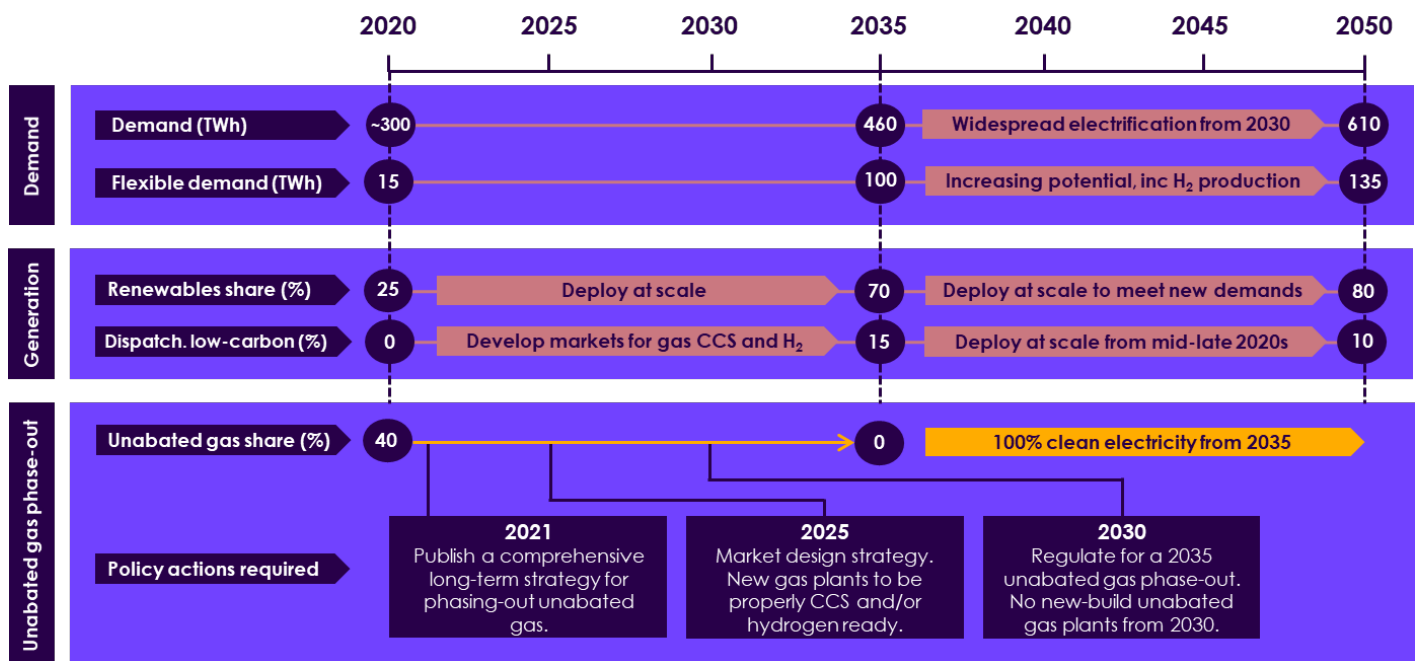 2020 2025 2030 2035 2040 2045 2050
Demand
Demand (TWh) ~300 460 Widespread electrification from 2030 610
Flexible demand (TWh) 15 100 Increasing potential, inc H₂ production 135
Generation
Renewables share (%) 25 Deploy at scale 70 Deploy at scale to meet new demands 80
Dispatch. low-carbon (%) 0 Develop markets for gas CCS and H₂ 15 Deploy at scale from mid-late 2020s 10
Unabated gas phase-out
Unabated gas share (%) 40 0 100% clean electricity from 2035
Policy actions required
2021
Publish a comprehensive
long-term strategy for
phasing-out unabated
gas.
2025
Market design strategy.
New gas plants to be
properly CCS and/or
hydrogen ready.
2030
Regulate for a 2035
unabated gas phase-out.
No new-build unabated
gas plants from 2030.